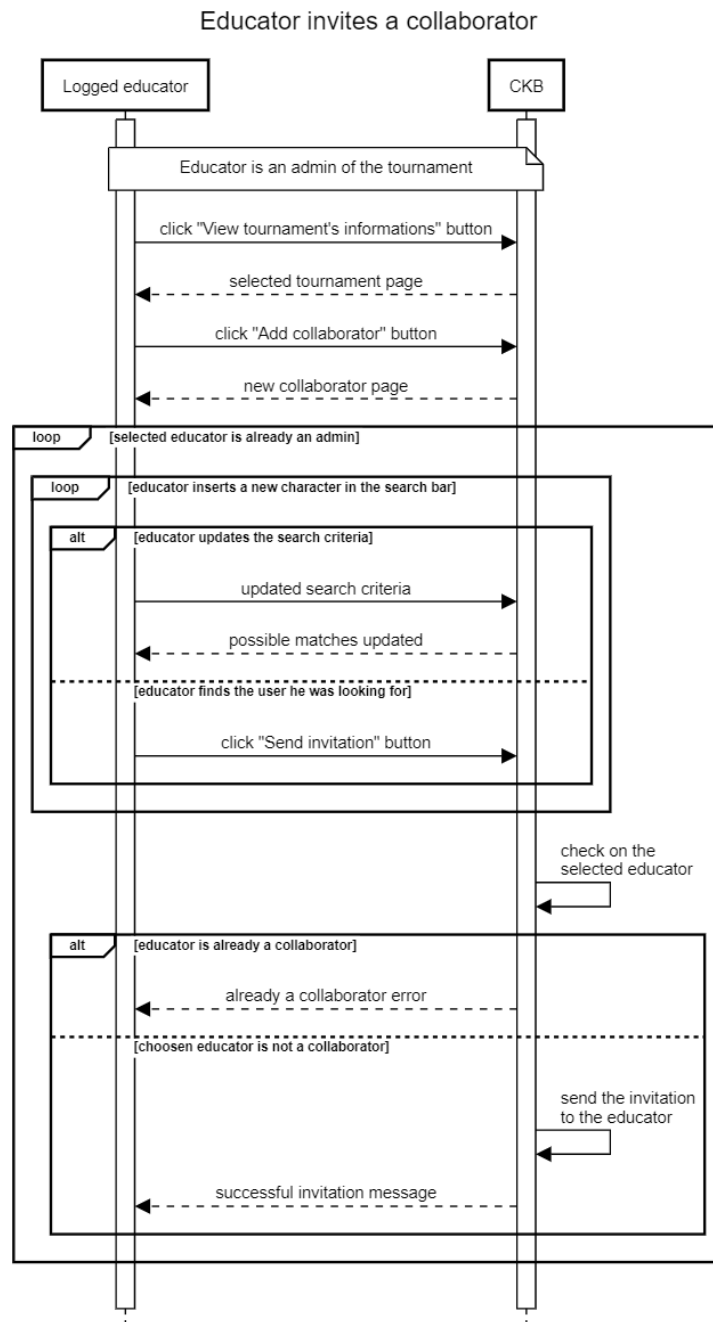 Educator invites a collaborator
Logged educator
CKB
Educator is an admin of the tournament
click "View tournament's informations" button
selected tournament page
click "Add collaborator" button
new collaborator page
loop [selected educator is already an admin]
loop [educator inserts a new character in the search bar]
alt [educator updates the search criteria]
updated search criteria
possible matches updated
[educator finds the user he was looking for]
click "Send invitation" button
check on the
selected educator
alt [educator is already a collaborator]
already a collaborator error
[choosen educator is not a collaborator]
send the invitation
to the educator
successful invitation message